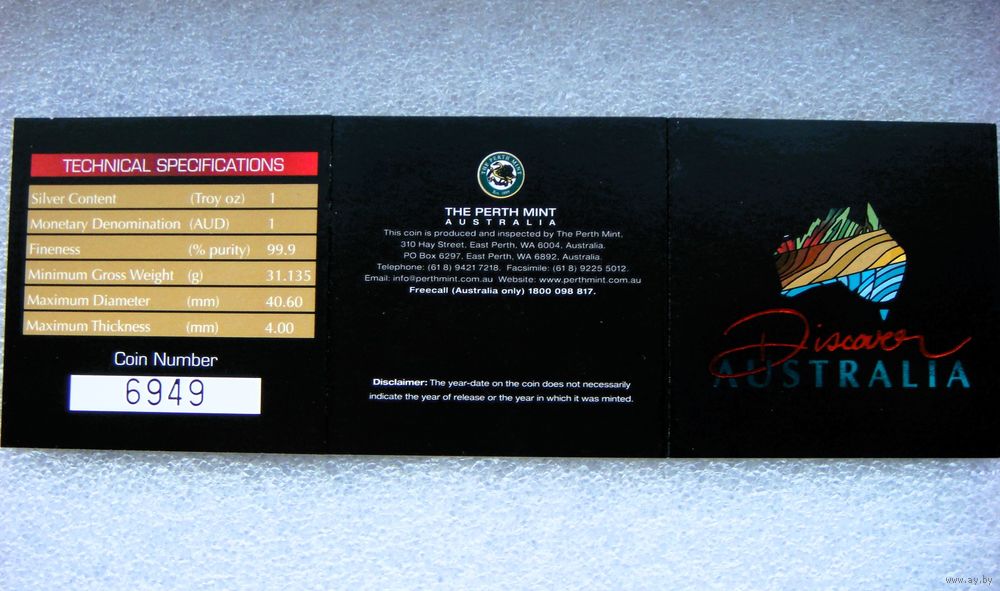 TECHNICAL SPECIFICATIONS
Silver Content (Troy oz) 1
Monetary Denomination (AUD) 1
Fineness (% purity) 99.9
Minimum Gross Weight (g) 31.135
Maximum Diameter (mm) 40.60
Maximum Thickness (mm) 4.00
Coin Number
6949
THE PERTH MINT
THE PERTH MINT
AUSTRALIA
This coin is produced and inspected by The Perth Mint,
310 Hay Street, East Perth, WA 6004, Australia.
PO Box 6297, East Perth, WA 6892, Australia.
Telephone: (61 8) 9421 7218. Facsimile: (61 8) 9225 5012.
Email: info@perthmint.com.au Website: www.perthmint.com.au
Freecall (Australia only) 1800 098 817.
Disclaimer: The year-date on the coin does not necessarily
indicate the year of release or the year in which it was minted.
Discover
AUSTRALIA
www.ay.by